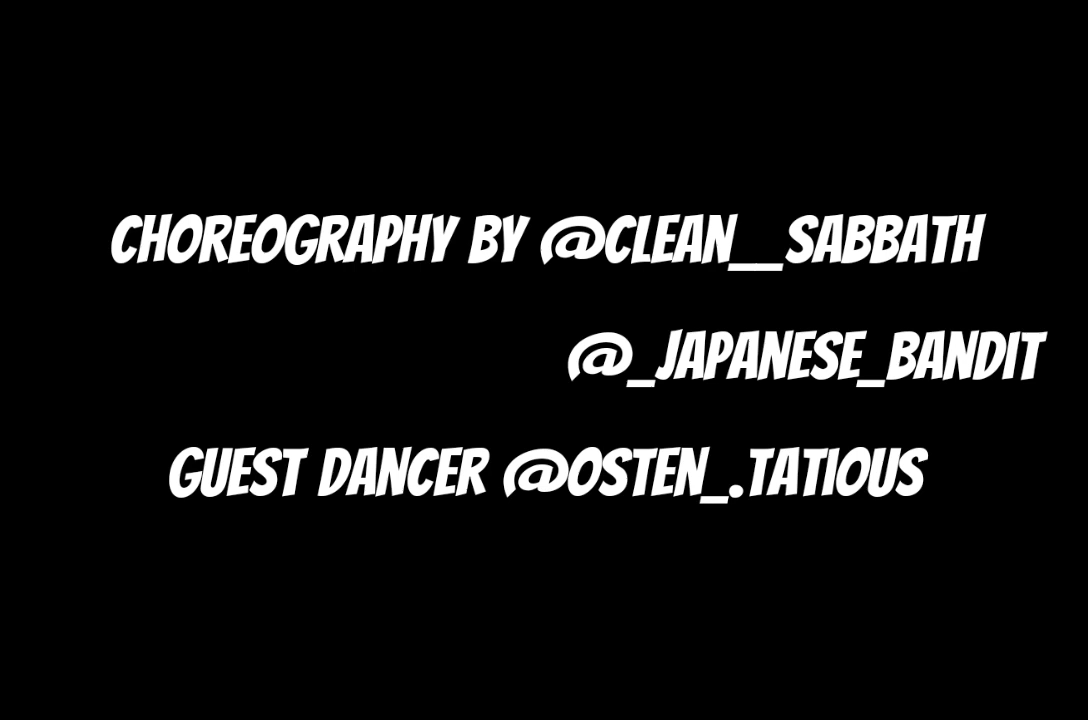 CHOREOGRAPHY BY @CLEAN__SABBATH
@_JAPANESE_BANDIT
GUEST DANCER @OSTEN_.TATIOUS